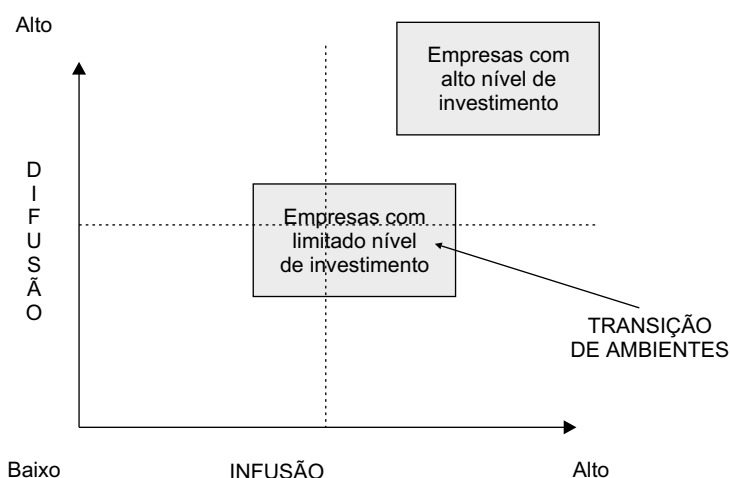 Alto
Empresas com
alto nível de
investimento
D
I
F
U
S
Ã
O
Empresas com
limitado nível
de investimento
TRANSIÇÃO
DE AMBIENTES
Baixo
INFUSÃO
Alto